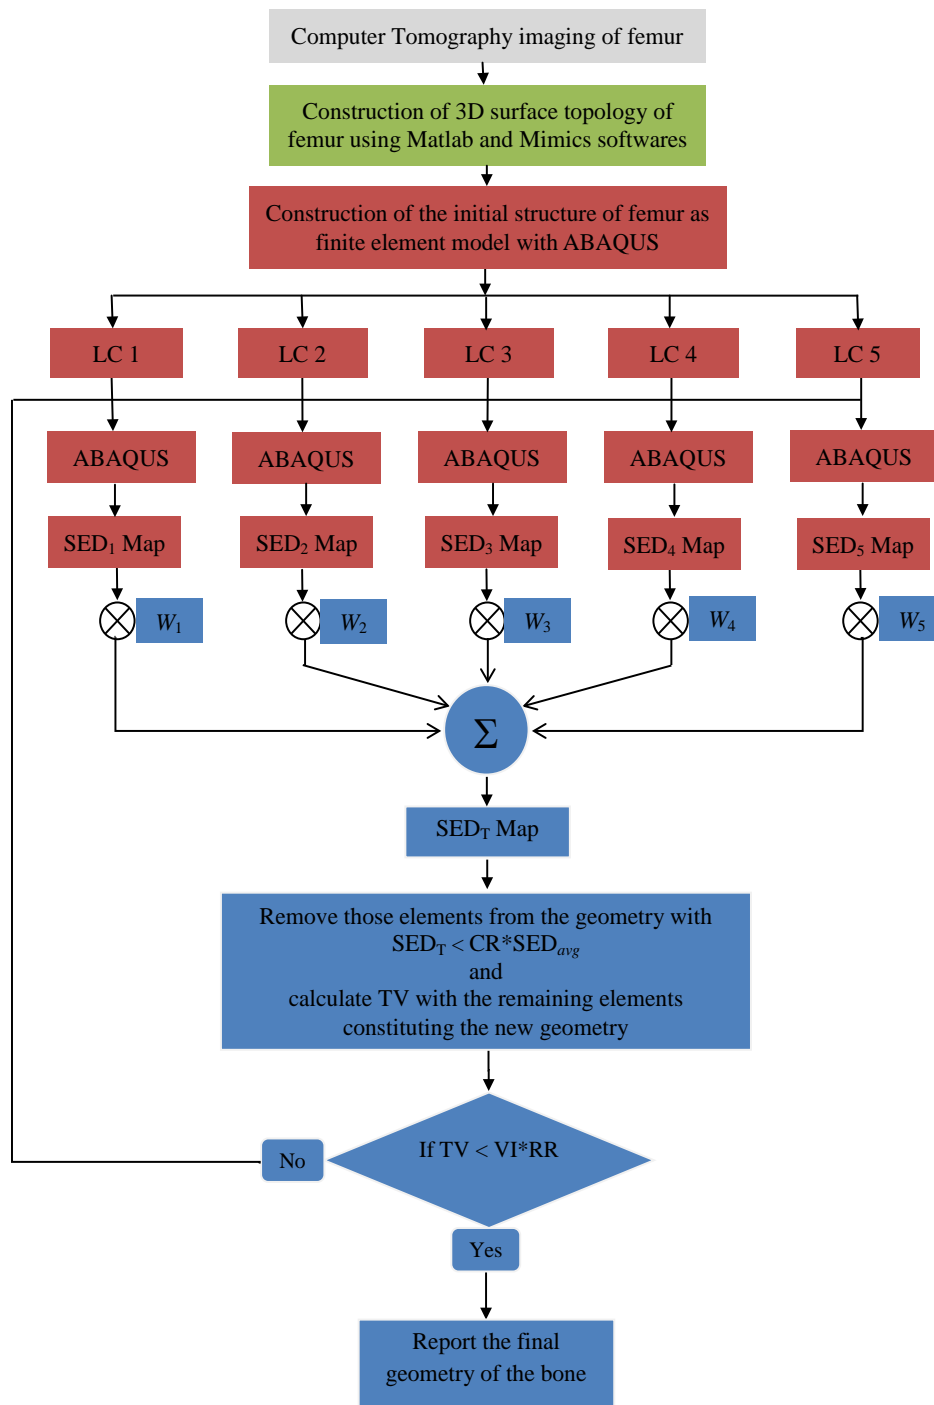 Computer Tomography imaging of femur
Construction of 3D surface topology of
femur using Matlab and Mimics softwares
Construction of the initial structure of femur as
finite element model with ABAQUS
LC 1
LC 2
LC 3
LC 4
LC 5
ABAQUS
ABAQUS
ABAQUS
ABAQUS
ABAQUS
SED₁ Map
SED₂ Map
SED₃ Map
SED₄ Map
SED₅ Map
W₁
W₂
W₃
W₄
W₅
Σ
SED_T Map
Remove those elements from the geometry with
SED_T < CR*SED_avg
and
calculate TV with the remaining elements
constituting the new geometry
If TV < VI*RR
No
Yes
Report the final
geometry of the bone